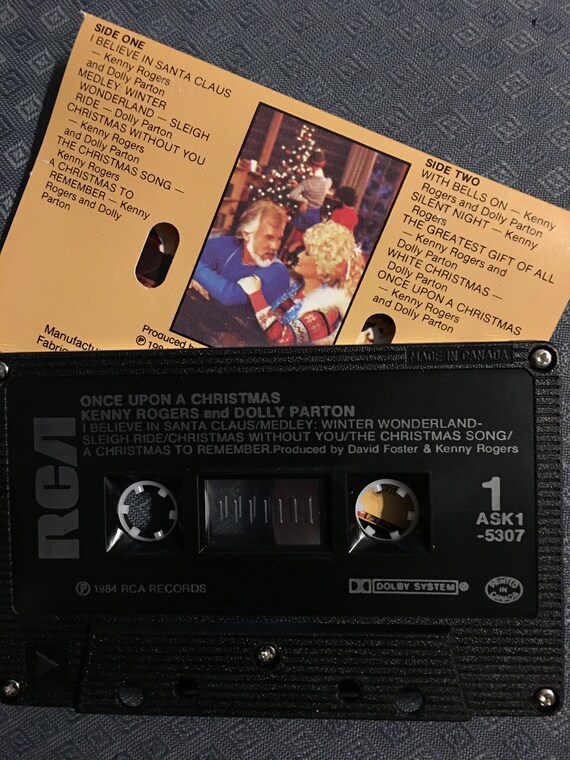 SIDE ONE
I BELIEVE IN SANTA CLAUS
— Kenny Rogers
and Dolly Parton
MEDLEY: WINTER
WONDERLAND — SLEIGH
RIDE — Dolly Parton
CHRISTMAS WITHOUT YOU
— Kenny Rogers
and Dolly Parton
THE CHRISTMAS SONG —
Kenny Rogers
A CHRISTMAS TO
REMEMBER — Kenny
Rogers and Dolly
Parton
SIDE TWO
WITH BELLS ON — Kenny
Rogers and Dolly Parton
SILENT NIGHT — Kenny
Rogers
THE GREATEST GIFT OF ALL
— Kenny Rogers and
Dolly Parton
WHITE CHRISTMAS —
Dolly Parton
ONCE UPON A CHRISTMAS
— Kenny Rogers
and Dolly Parton
Produced by
MADE IN CANADA
RCA
ONCE UPON A CHRISTMAS
KENNY ROGERS and DOLLY PARTON
I BELIEVE IN SANTA CLAUS/MEDLEY: WINTER WONDERLAND-
SLEIGH RIDE/CHRISTMAS WITHOUT YOU/THE CHRISTMAS SONG/
A CHRISTMAS TO REMEMBER.Produced by David Foster & Kenny Rogers
1
ASK1
-5307
℗ 1984 RCA RECORDS
DOLBY SYSTEM®
PRINTED
IN
CANADA